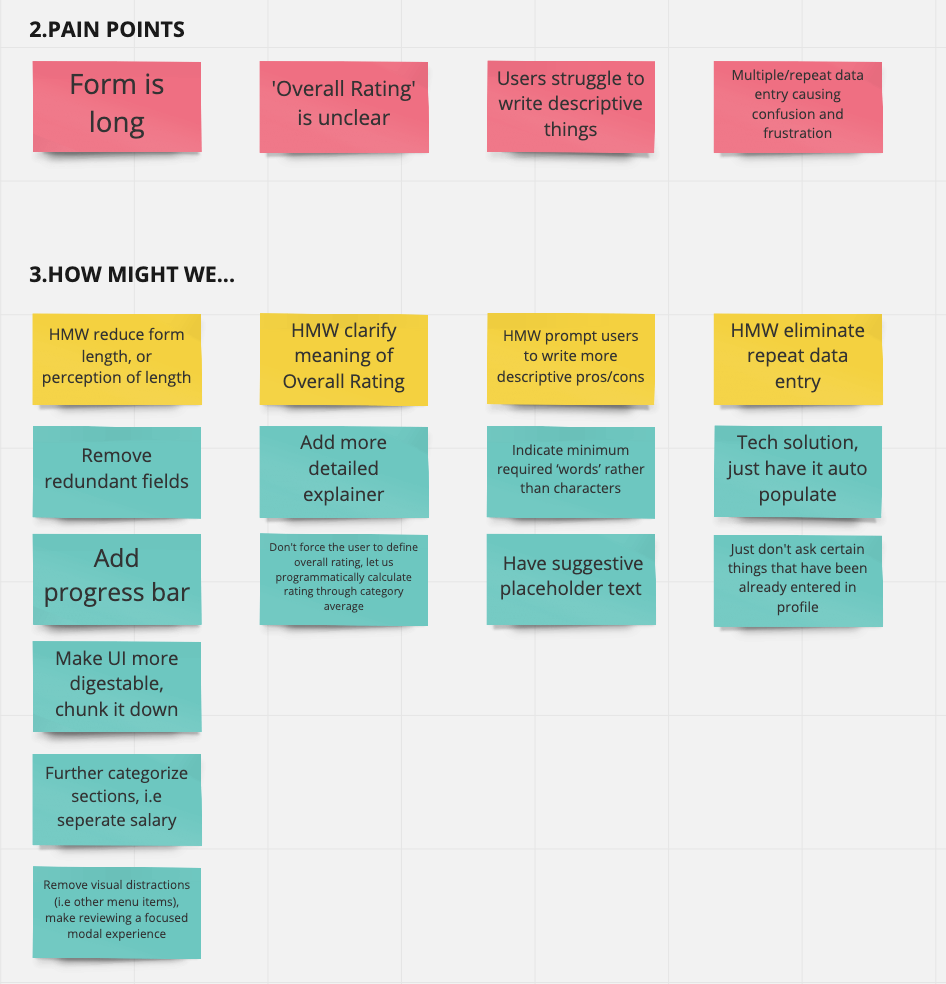 2.PAIN POINTS
Form is
long
'Overall Rating'
is unclear
Users struggle to
write descriptive
things
Multiple/repeat data
entry causing
confusion and
frustration
3.HOW MIGHT WE...
HMW reduce form
length, or
perception of length
HMW clarify
meaning of
Overall Rating
HMW prompt users
to write more
descriptive pros/cons
HMW eliminate
repeat data
entry
Remove
redundant fields
Add more
detailed
explainer
Indicate minimum
required ‘words’ rather
than characters
Tech solution,
just have it auto
populate
Add
progress bar
Don't force the user to define
overall rating, let us
programmatically calculate
rating through category
average
Have suggestive
placeholder text
Just don't ask certain
things that have been
already entered in
profile
Make UI more
digestable,
chunk it down
Further categorize
sections, i.e
seperate salary
Remove visual distractions
(i.e other menu items),
make reviewing a focused
modal experience